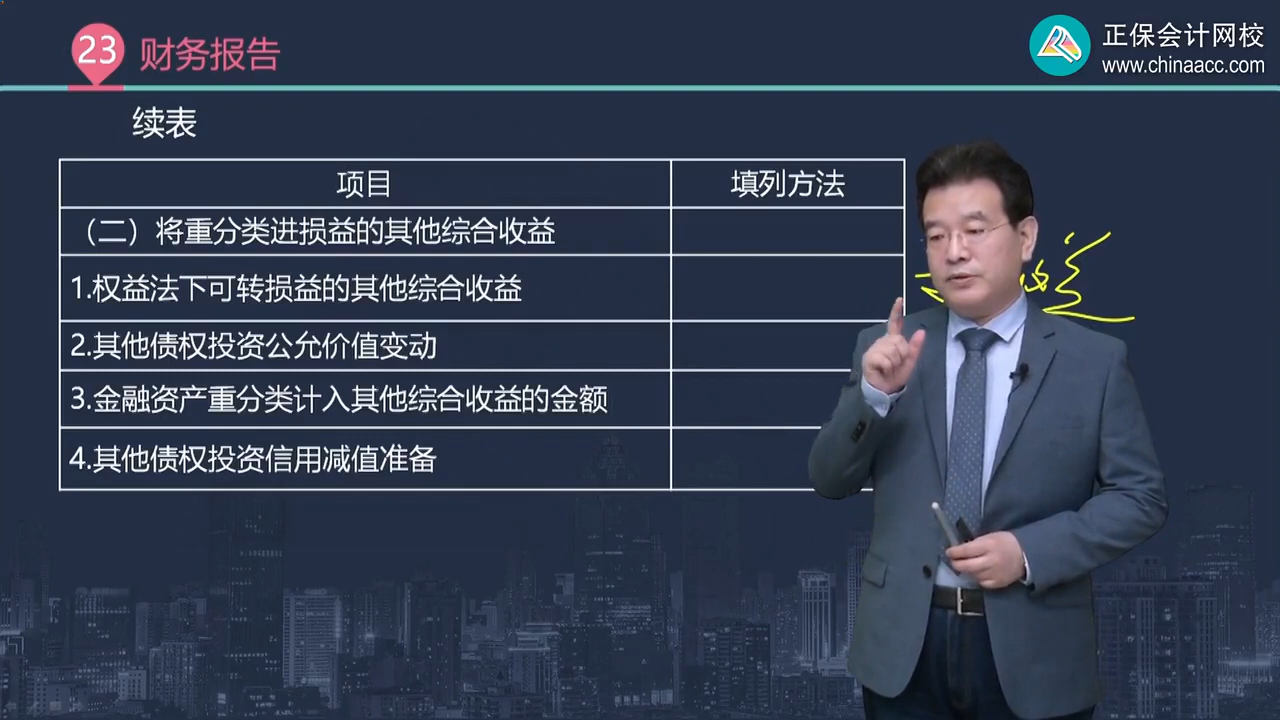 23 财务报告
正保会计网校
www.chinaacc.com
续表
项目 填列方法
（二）将重分类进损益的其他综合收益
1.权益法下可转损益的其他综合收益
2.其他债权投资公允价值变动
3.金融资产重分类计入其他综合收益的金额
4.其他债权投资信用减值准备